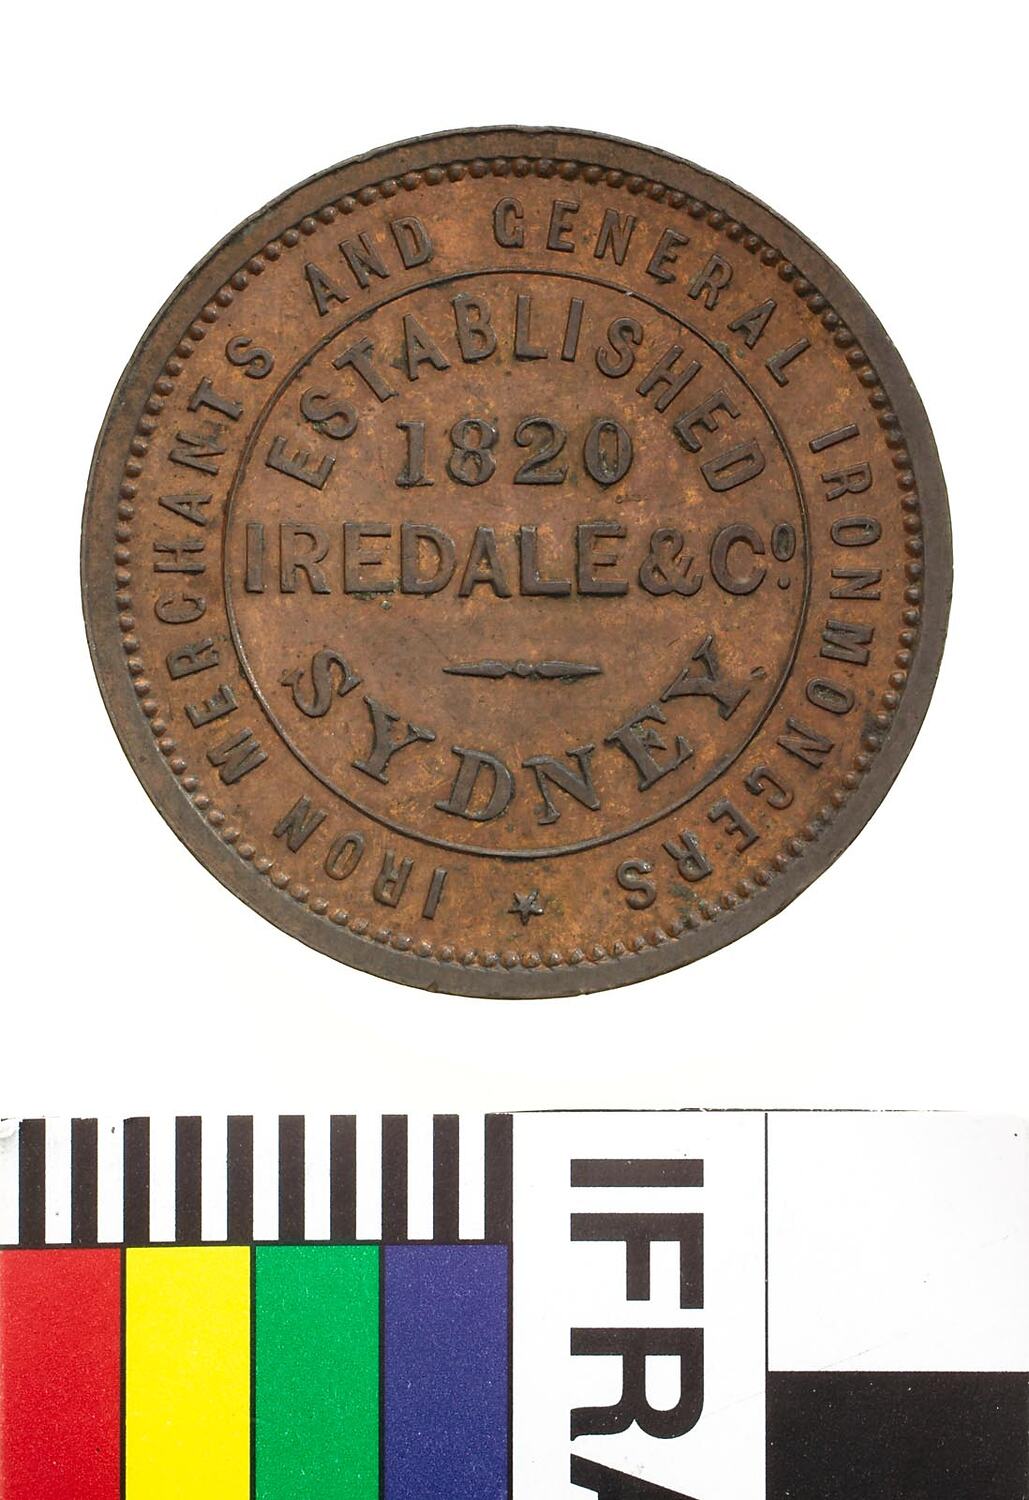 IRON MERCHANTS AND GENERAL IRONMONGERS
ESTABLISHED
1820
IREDALE & Co.
SYDNEY.
IFRA